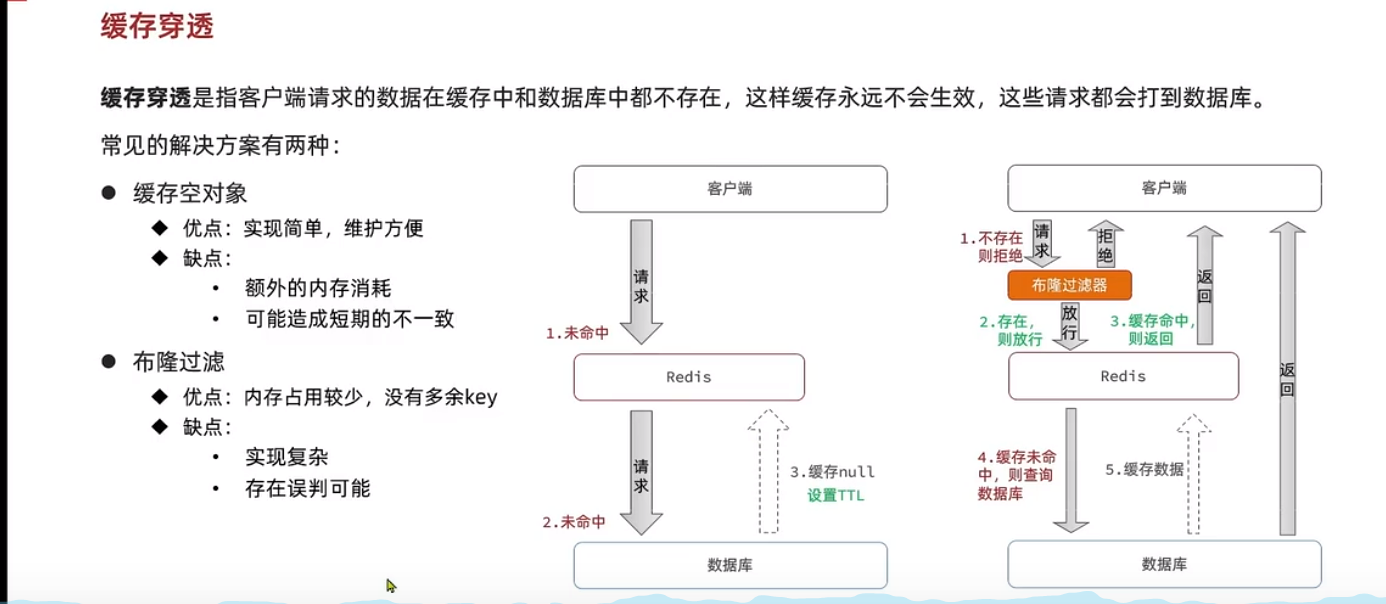 缓存穿透
缓存穿透是指客户端请求的数据在缓存中和数据库中都不存在，这样缓存永远不会生效，这些请求都会打到数据库。
常见的解决方案有两种：
缓存空对象
优点：实现简单，维护方便
缺点：
额外的内存消耗
可能造成短期的不一致
布隆过滤
优点：内存占用较少，没有多余key
缺点：
实现复杂
存在误判可能
客户端
请求
1.未命中
Redis
请求
2.未命中
3.缓存null
设置TTL
数据库
客户端
1.不存在
则拒绝
请求
拒绝
布隆过滤器
2.存在，
则放行
放行
3.缓存命中，
则返回
返回
Redis
返回
4.缓存未命
中，则查询
数据库
5.缓存数据
数据库